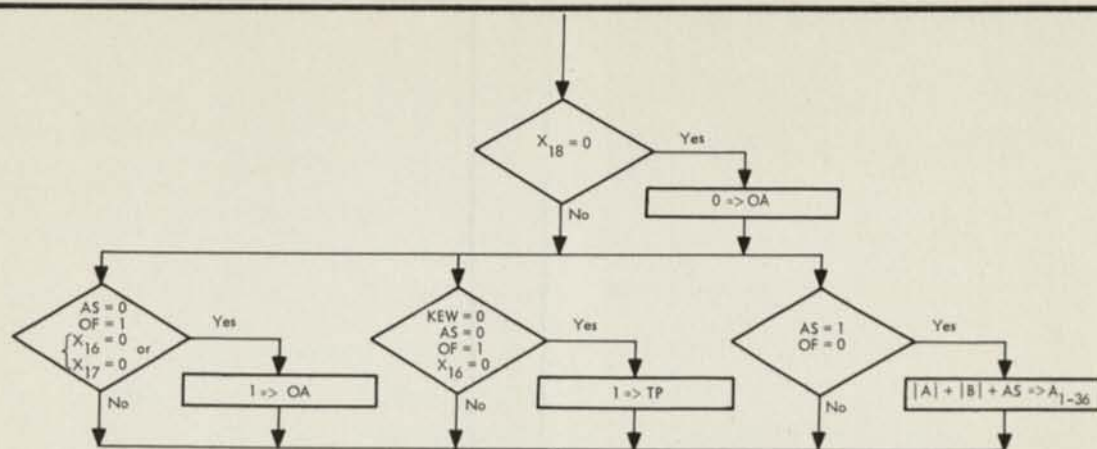 X18 = 0
Yes
0 => OA
No
AS = 0
OF = 1
{X16 = 0 or
X17 = 0
Yes
1 => OA
No
KEW = 0
AS = 0
OF = 1
X16 = 0
Yes
1 => TP
No
AS = 1
OF = 0
Yes
|A| + |B| + AS => A1-36
No